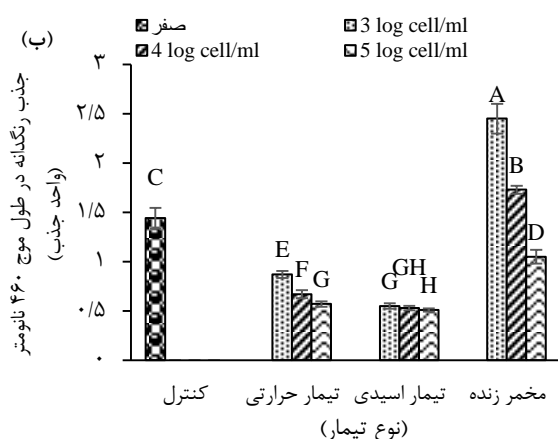 (ب)
صفر
3 log cell/ml
4 log cell/ml
5 log cell/ml
جذب رنگدانه در طول موج ۴۶۰ نانومتر
(واحد جذب)
۳
۲/۵
۲
۱/۵
۱
۰/۵
۰
C
E
F
G
G
GH
H
A
B
D
کنترل
تیمار حرارتی
تیمار اسیدی
مخمر زنده
(نوع تیمار)